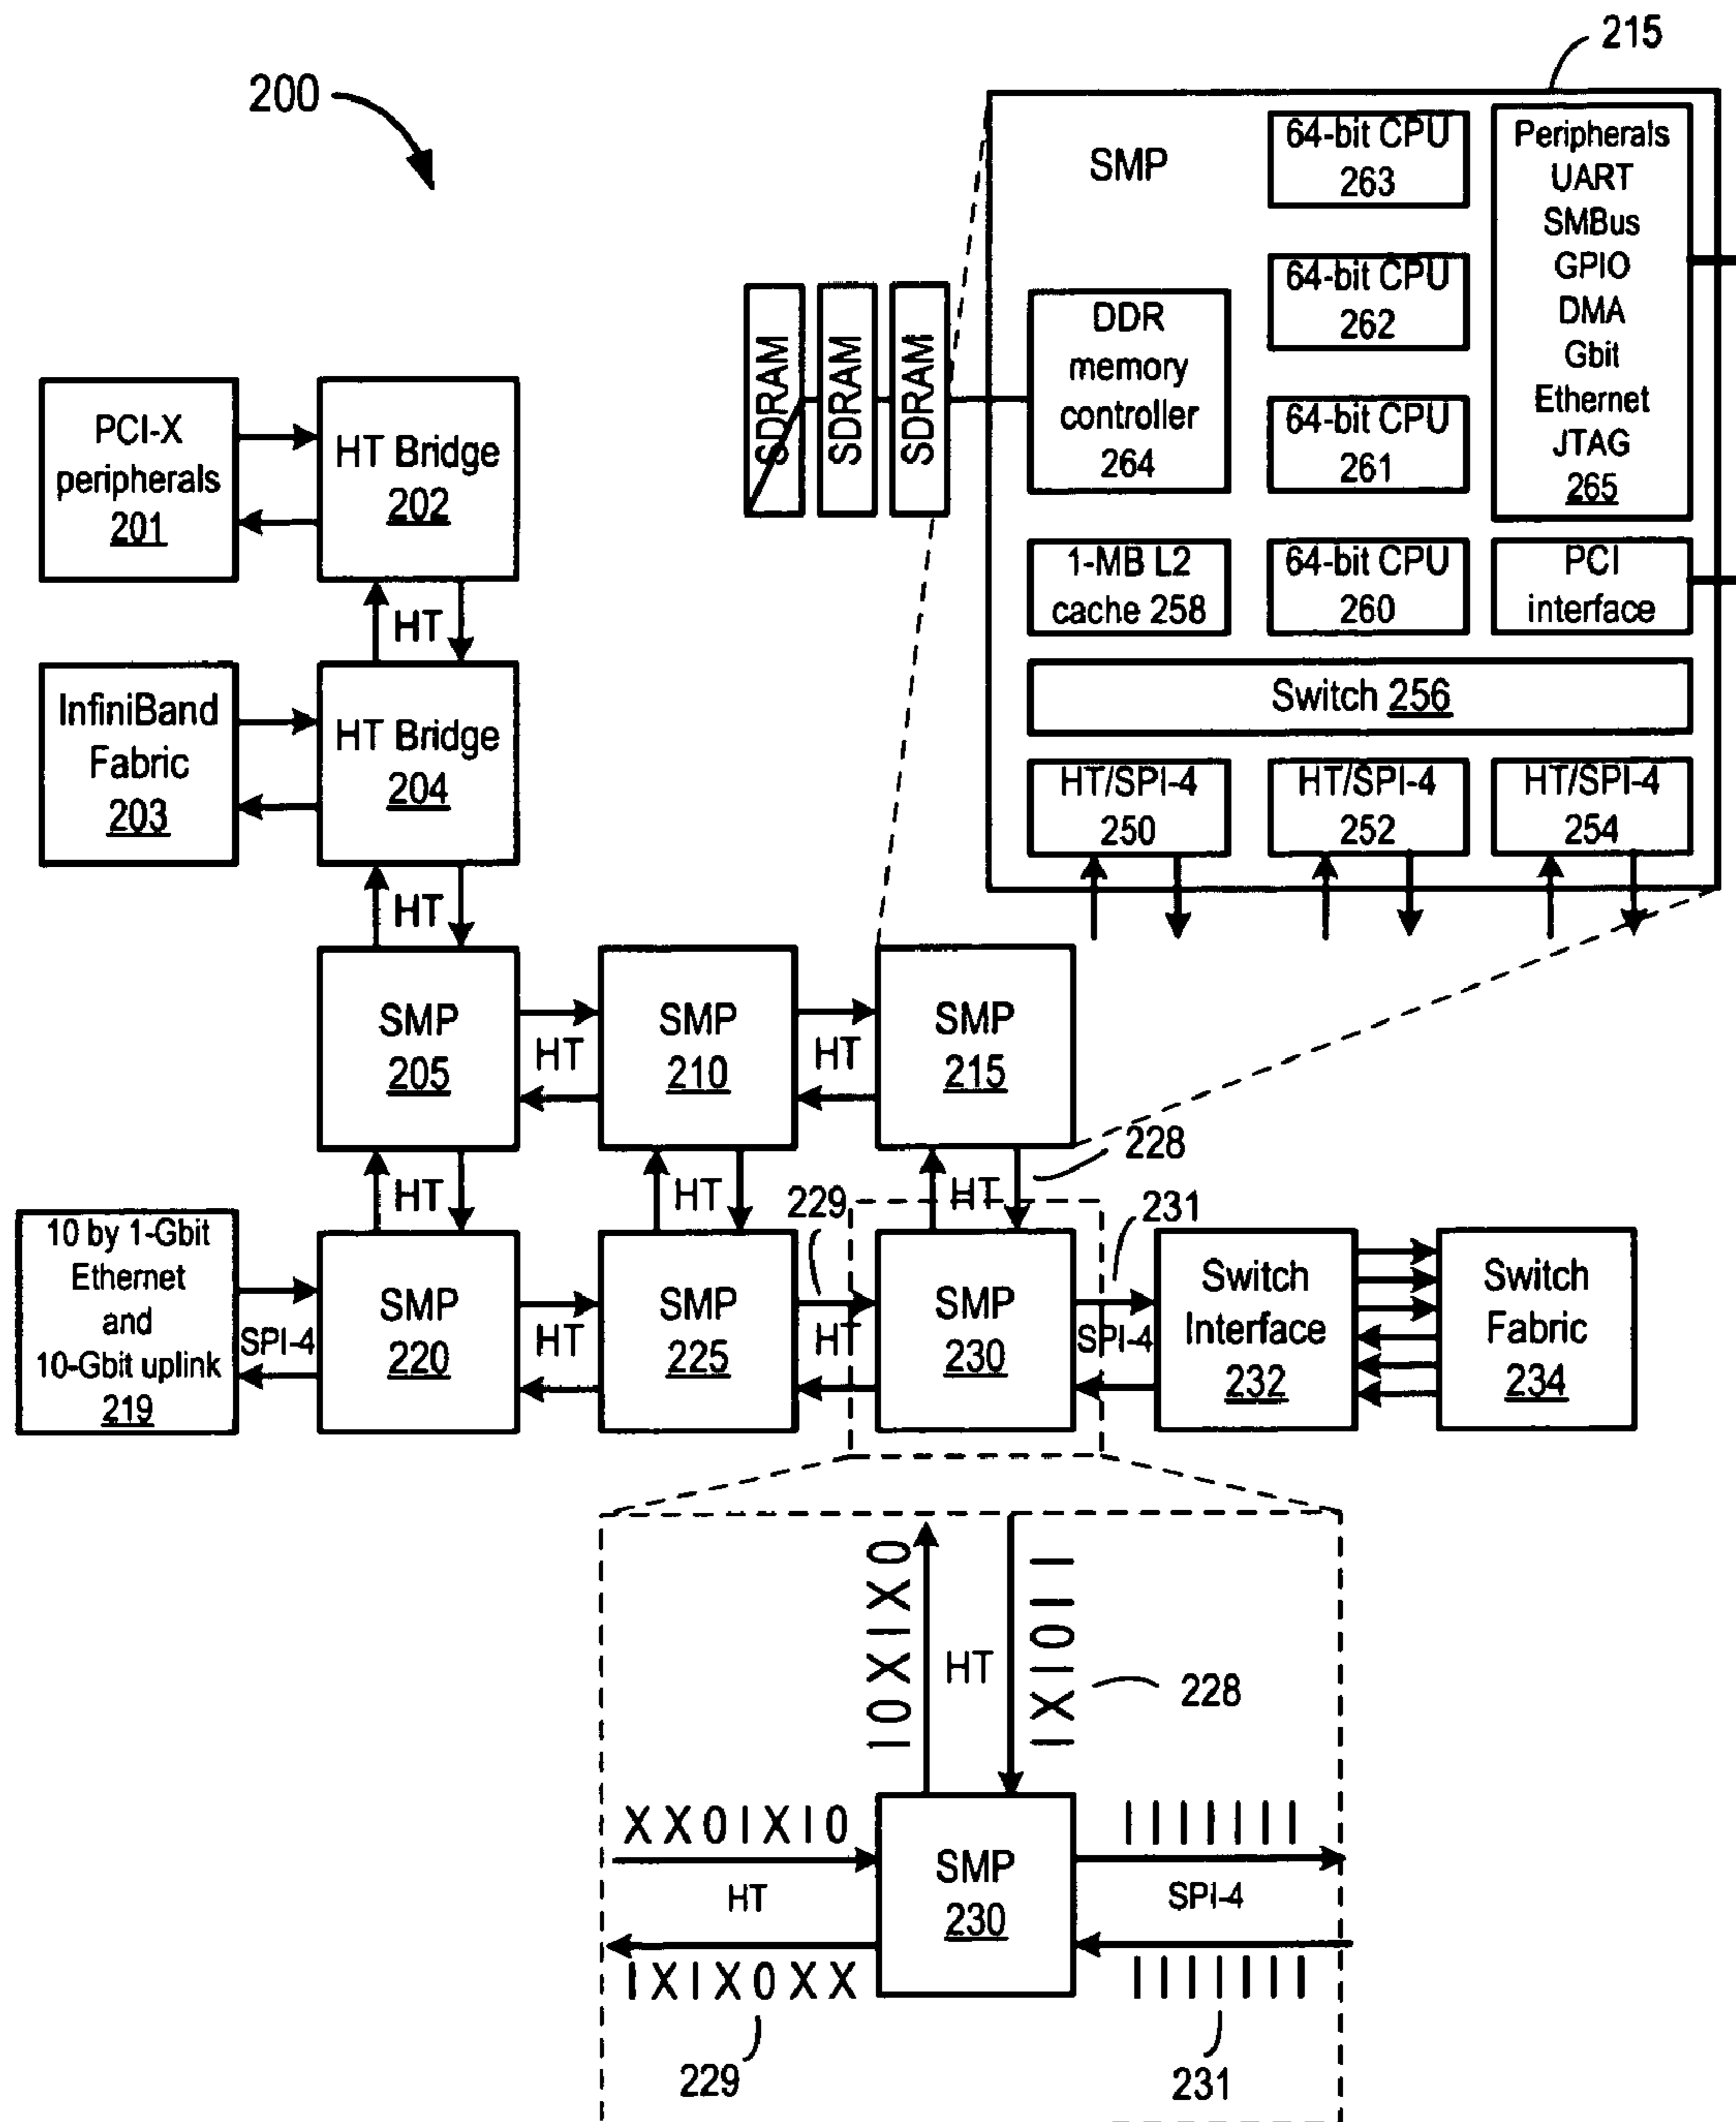 200
215
SMP
64-bit CPU
263
64-bit CPU
262
64-bit CPU
261
64-bit CPU
260
Peripherals
UART
SMBus
GPIO
DMA
Gbit
Ethernet
JTAG
265
PCI
interface
SDRAM
SDRAM
SDRAM
DDR
memory
controller
264
1-MB L2
cache 258
Switch 256
HT/SPI-4
250
HT/SPI-4
252
HT/SPI-4
254
PCI-X
peripherals
201
HT Bridge
202
HT
InfiniBand
Fabric
203
HT Bridge
204
HT
SMP
205
HT
SMP
210
HT
SMP
215
228
HT
HT
HT
229
231
10 by 1-Gbit
Ethernet
and
10-Gbit uplink
219
SPI-4
SMP
220
HT
SMP
225
HT
SMP
230
SPI-4
Switch
Interface
232
Switch
Fabric
234
I 0 X I X 0
HT
I X I 0 I I
228
X X 0 I X I 0
HT
I X I X 0 X X
229
SMP
230
I I I I I I I
SPI-4
I I I I I I I
231